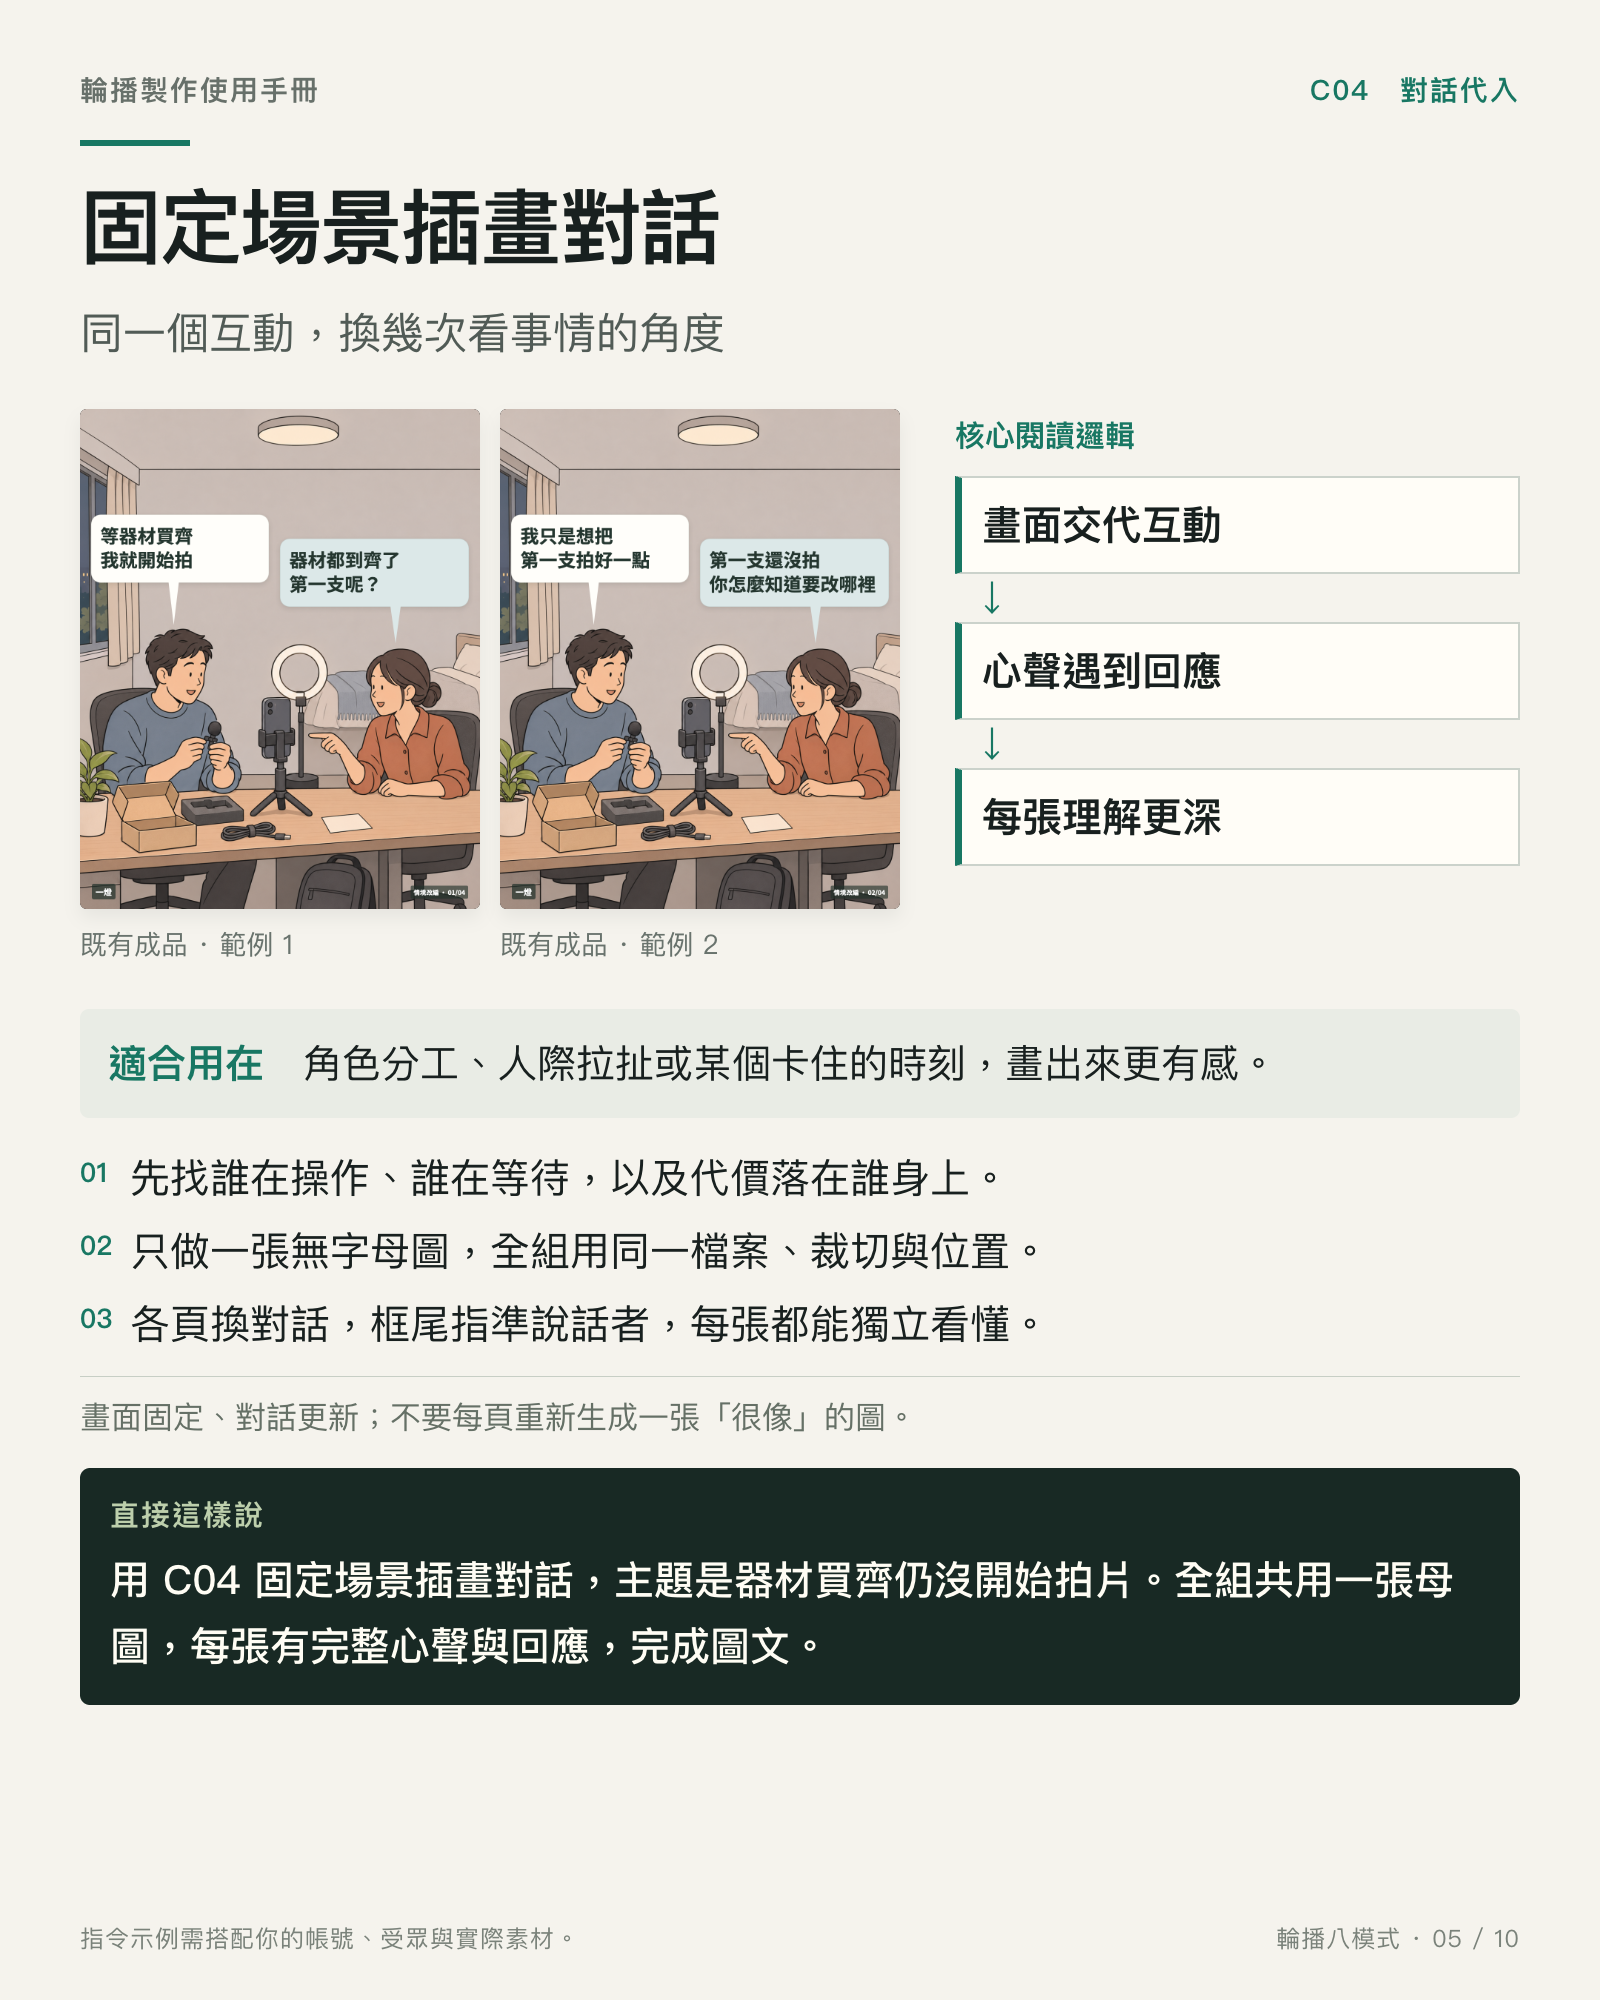 輪播製作使用手冊
C04 對話代入
固定場景插畫對話
同一個互動，換幾次看事情的角度
等器材買齊
我就開始拍
器材都到齊了
第一支呢？
一燈
情境改編・01/04
我只是想把
第一支拍好一點
第一支還沒拍
你怎麼知道要改哪裡
一燈
情境改編・02/04
既有成品・範例 1
既有成品・範例 2
核心閱讀邏輯
畫面交代互動
↓
心聲遇到回應
↓
每張理解更深
適合用在 角色分工、人際拉扯或某個卡住的時刻，畫出來更有感。
01 先找誰在操作、誰在等待，以及代價落在誰身上。
02 只做一張無字母圖，全組用同一檔案、裁切與位置。
03 各頁換對話，框尾指準說話者，每張都能獨立看懂。
畫面固定、對話更新；不要每頁重新生成一張「很像」的圖。
直接這樣說
用 C04 固定場景插畫對話，主題是器材買齊仍沒開始拍片。全組共用一張母
圖，每張有完整心聲與回應，完成圖文。
指令示例需搭配你的帳號、受眾與實際素材。
輪播八模式・05 / 10